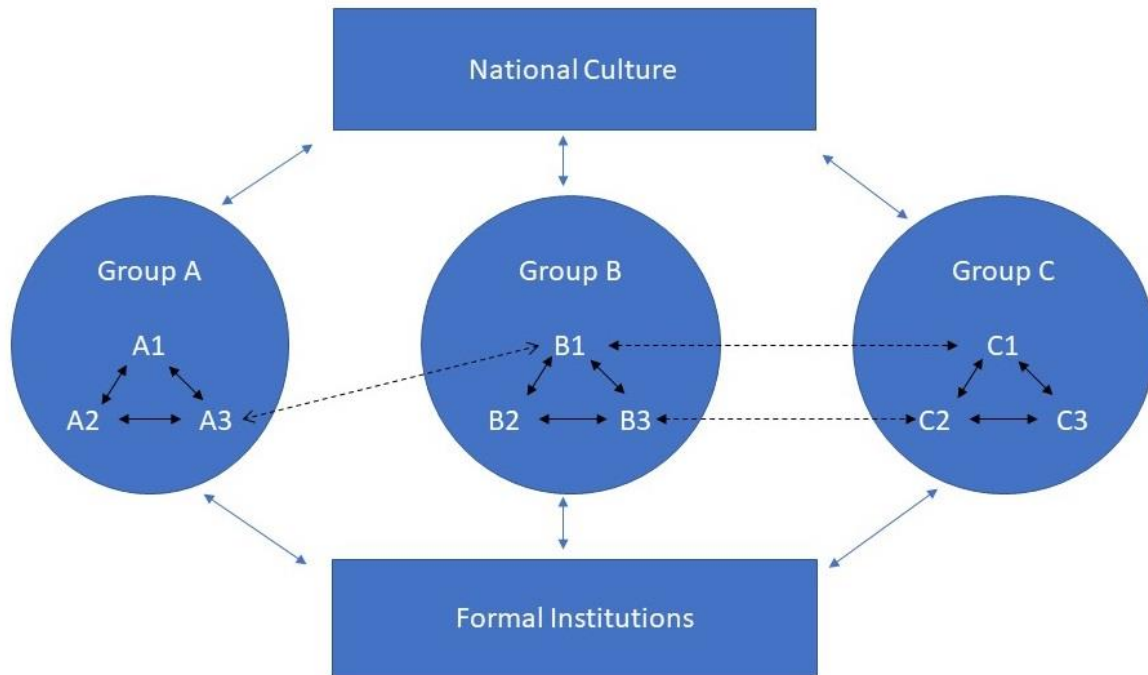 National Culture
Group A
Group B
Group C
A1
B1
C1
A2
A3
B2
B3
C2
C3
Formal Institutions